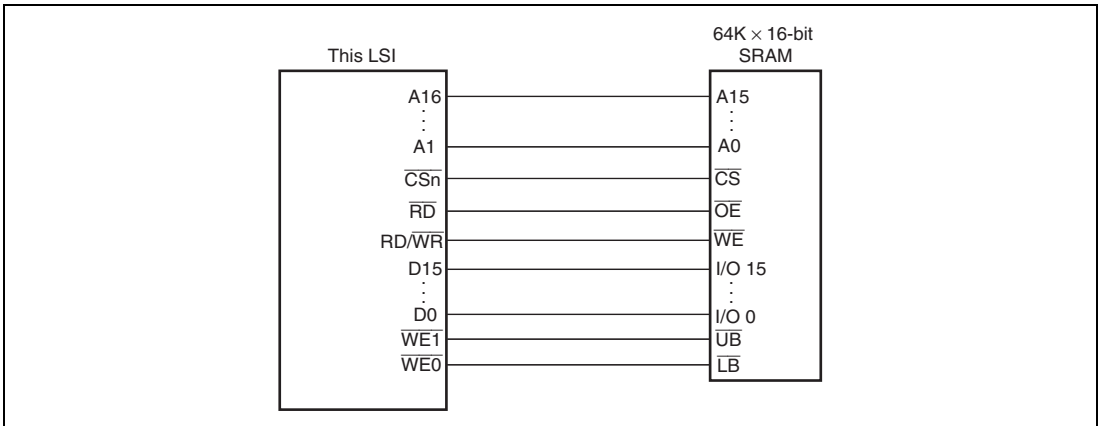 64K × 16-bit
This LSI SRAM
A16 A15
A1 A0
CSn CS
RD OE
RD/WR WE
D15 I/O 15
D0 I/O 0
WE1 UB
WE0 LB